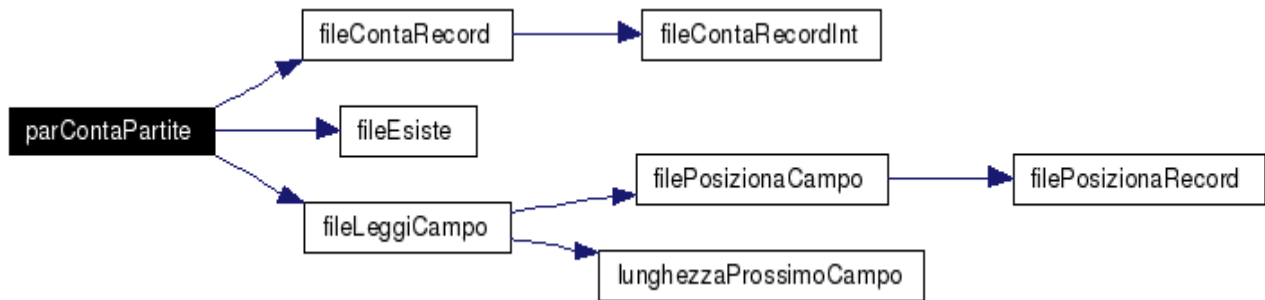 fileContaRecord
fileContaRecordInt
parContaPartite
fileEsiste
filePosizionaCampo
filePosizionaRecord
fileLeggiCampo
lunghezzaProssimoCampo